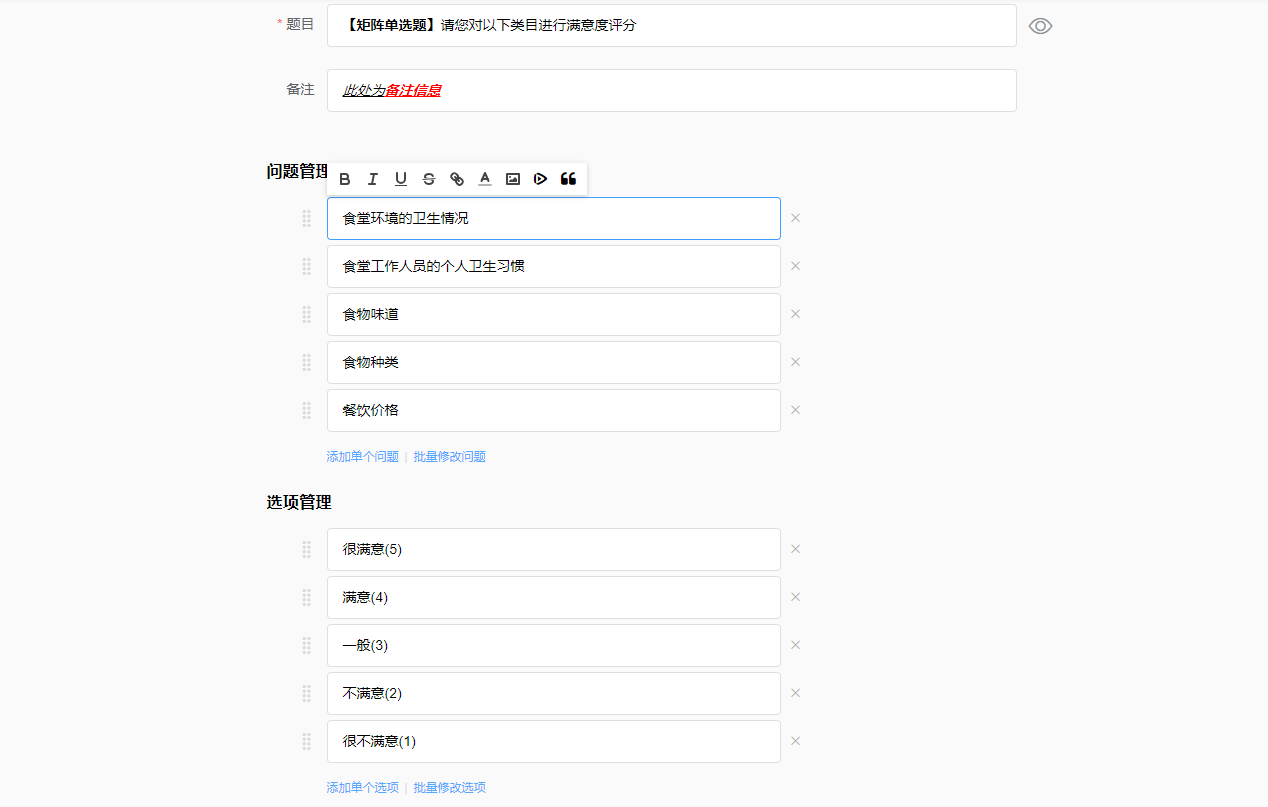 * 题目
【矩阵单选题】请您对以下类目进行满意度评分
备注
此处为备注信息
问题管理
食堂环境的卫生情况
食堂工作人员的个人卫生习惯
食物味道
食物种类
餐饮价格
添加单个问题 | 批量修改问题
选项管理
很满意(5)
满意(4)
一般(3)
不满意(2)
很不满意(1)
添加单个选项 | 批量修改选项